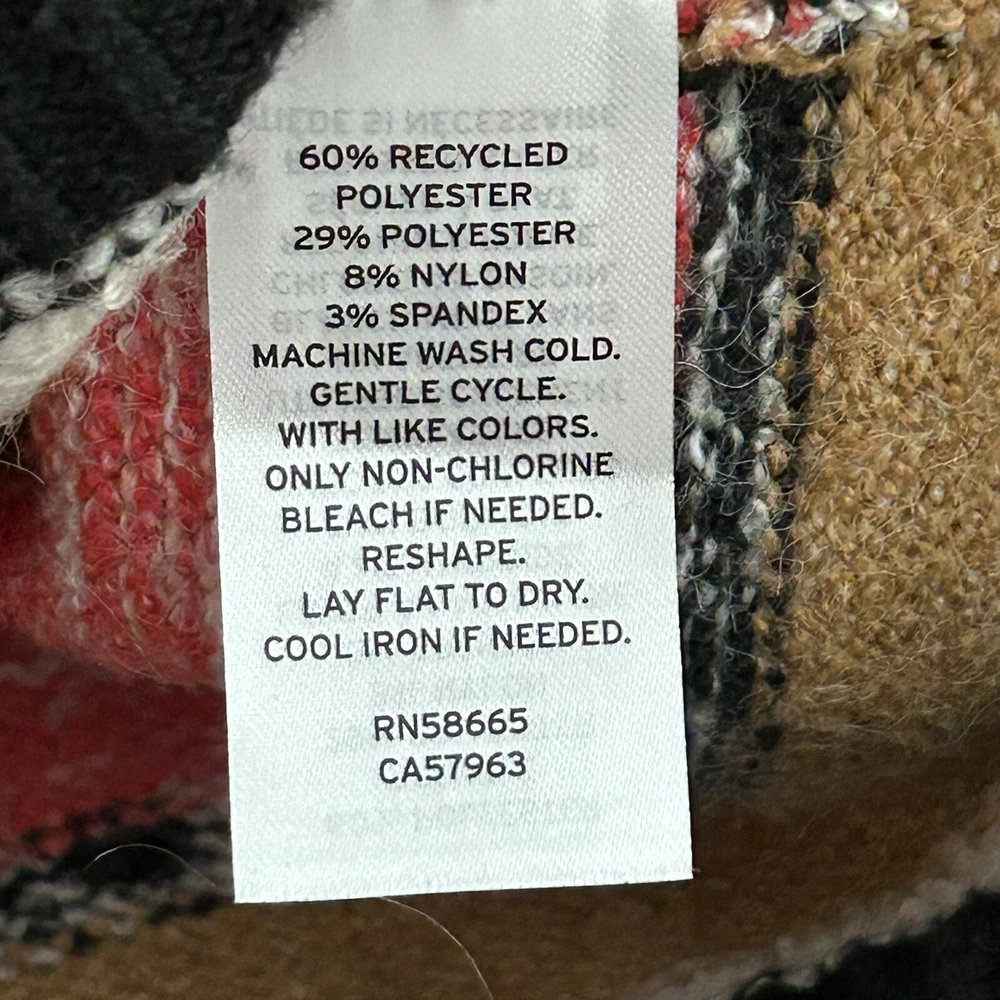 60% RECYCLED
POLYESTER
29% POLYESTER
8% NYLON
3% SPANDEX
MACHINE WASH COLD.
GENTLE CYCLE.
WITH LIKE COLORS.
ONLY NON-CHLORINE
BLEACH IF NEEDED.
RESHAPE.
LAY FLAT TO DRY.
COOL IRON IF NEEDED.
RN58665
CA57963